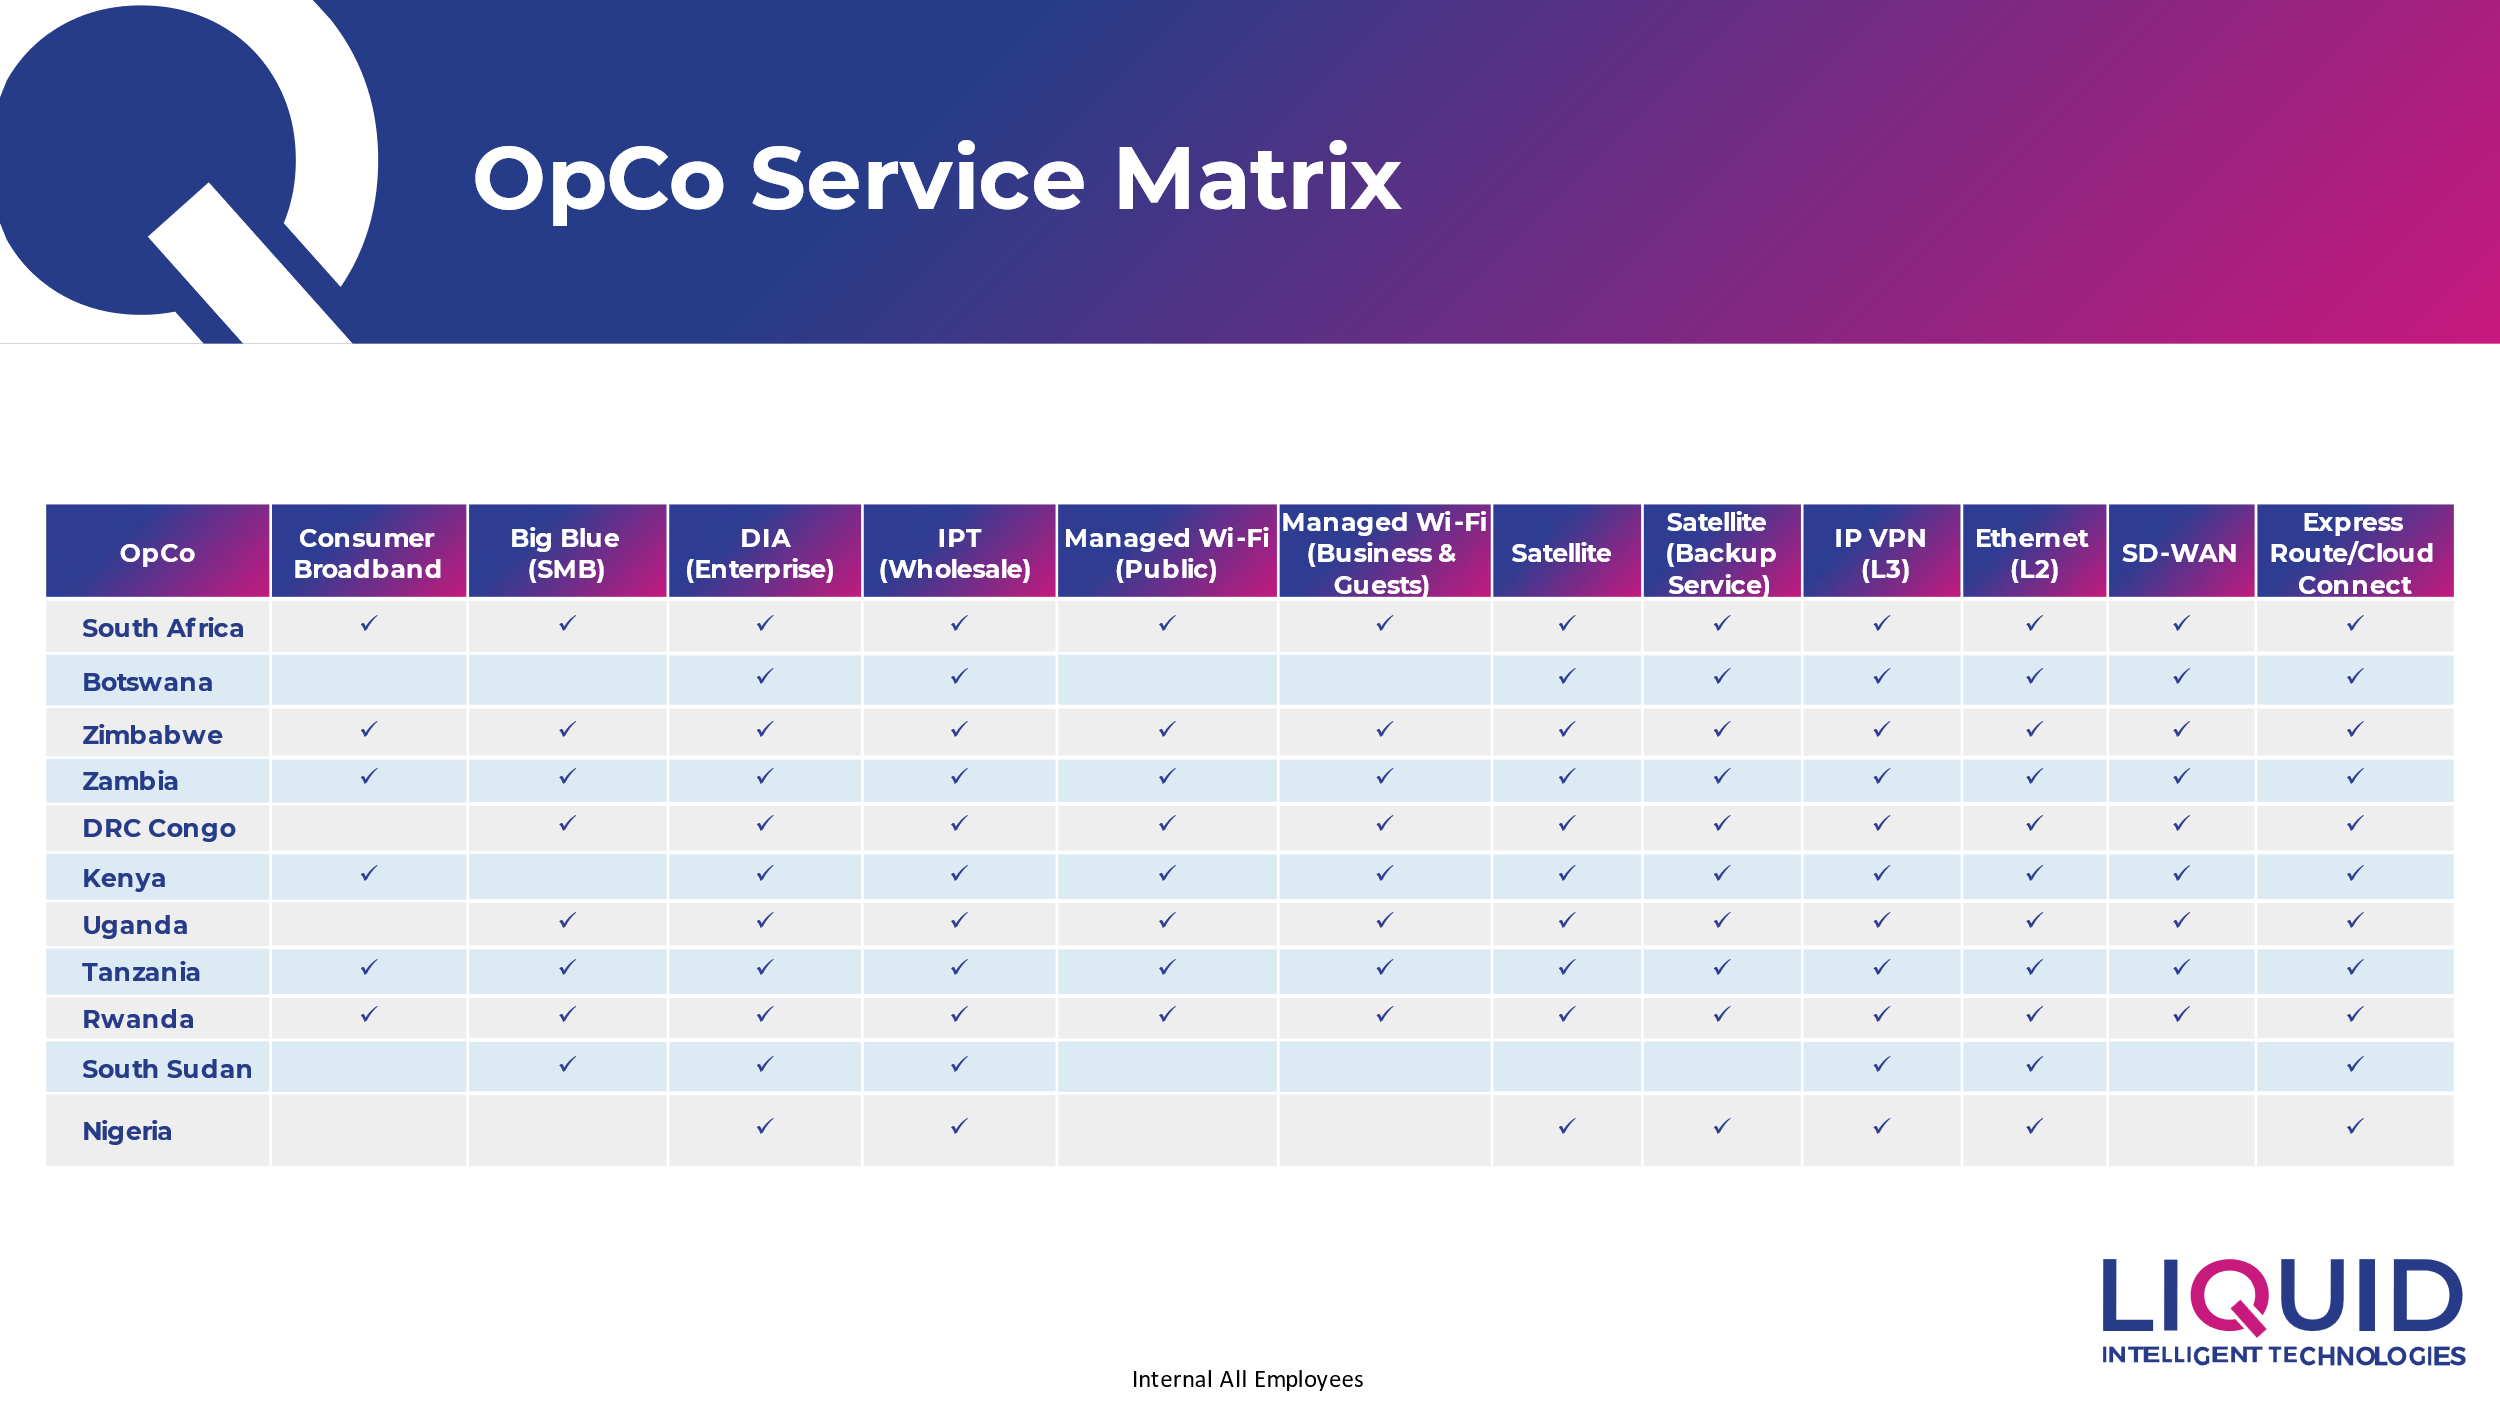 OpCo Service Matrix
OpCo | Consumer Broadband | Big Blue (SMB) | DIA (Enterprise) | IPT (Wholesale) | Managed Wi-Fi (Public) | Managed Wi-Fi (Business & Guests) | Satellite | Satellite (Backup Service) | IP VPN (L3) | Ethernet (L2) | SD-WAN | Express Route/Cloud Connect
South Africa | ✓ | ✓ | ✓ | ✓ | ✓ | ✓ | ✓ | ✓ | ✓ | ✓ | ✓ | ✓
Botswana | | | ✓ | ✓ | | | ✓ | ✓ | ✓ | ✓ | ✓ | ✓
Zimbabwe | ✓ | ✓ | ✓ | ✓ | ✓ | ✓ | ✓ | ✓ | ✓ | ✓ | ✓ | ✓
Zambia | ✓ | ✓ | ✓ | ✓ | ✓ | ✓ | ✓ | ✓ | ✓ | ✓ | ✓ | ✓
DRC Congo | | ✓ | ✓ | ✓ | ✓ | ✓ | ✓ | ✓ | ✓ | ✓ | ✓ | ✓
Kenya | ✓ | | ✓ | ✓ | ✓ | ✓ | ✓ | ✓ | ✓ | ✓ | ✓ | ✓
Uganda | | ✓ | ✓ | ✓ | ✓ | ✓ | ✓ | ✓ | ✓ | ✓ | ✓ | ✓
Tanzania | ✓ | ✓ | ✓ | ✓ | ✓ | ✓ | ✓ | ✓ | ✓ | ✓ | ✓ | ✓
Rwanda | ✓ | ✓ | ✓ | ✓ | ✓ | ✓ | ✓ | ✓ | ✓ | ✓ | ✓ | ✓
South Sudan | | ✓ | ✓ | ✓ | | | | | ✓ | ✓ | | ✓
Nigeria | | | ✓ | ✓ | | | ✓ | ✓ | ✓ | ✓ | | ✓
LIQUID
INTELLIGENT TECHNOLOGIES
Internal All Employees